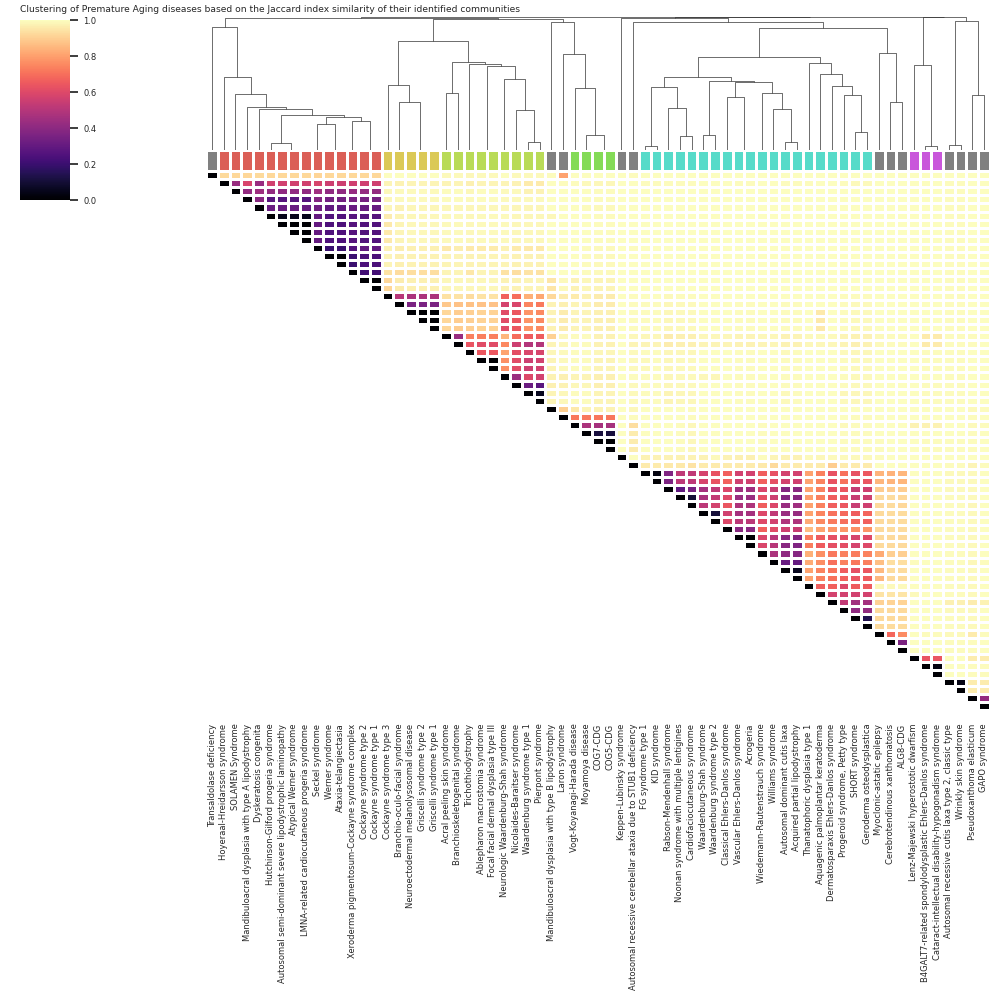 Clustering of Premature Aging diseases based on the Jaccard index similarity of their identified communities
1.0
0.8
0.6
0.4
0.2
0.0
Transaldolase deficiency
Hoyeraal-Hreidarsson syndrome
SOLAMEN Syndrome
Mandibuloacral dysplasia with type A lipodystrophy
Dyskeratosis congenita
Hutchinson-Gilford progeria syndrome
Autosomal semi-dominant severe lipodystrophic laminopathy
Atypical Werner syndrome
LMNA-related cardiocutaneous progeria syndrome
Seckel syndrome
Werner syndrome
Ataxia-telangiectasia
Xeroderma pigmentosum-Cockayne syndrome complex
Cockayne syndrome type 2
Cockayne syndrome type 1
Cockayne syndrome type 3
Branchio-oculo-facial syndrome
Neuroectodermal melanolysosomal disease
Griscelli syndrome type 2
Griscelli syndrome type 1
Acral peeling skin syndrome
Branchioskeletogenital syndrome
Trichothiodystrophy
Ablepharon macrostomia syndrome
Focal facial dermal dysplasia type III
Neurologic Waardenburg-Shah syndrome
Nicolaides-Baraitser syndrome
Waardenburg syndrome type 1
Pierpont syndrome
Mandibuloacral dysplasia with type B lipodystrophy
Laron syndrome
Vogt-Koyanagi-Harada disease
Moyamoya disease
COG7-CDG
COG5-CDG
Keppen-Lubinsky syndrome
Autosomal recessive cerebellar ataxia due to STUB1 deficiency
FG syndrome type 1
KID syndrome
Rabson-Mendenhall syndrome
Noonan syndrome with multiple lentigines
Cardiofaciocutaneous syndrome
Waardenburg-Shah syndrome
Waardenburg syndrome type 2
Classical Ehlers-Danlos syndrome
Vascular Ehlers-Danlos syndrome
Acrogeria
Wiedemann-Rautenstrauch syndrome
Williams syndrome
Autosomal dominant cutis laxa
Acquired partial lipodystrophy
Thanatophoric dysplasia type 1
Aquagenic palmoplantar keratoderma
Dermatosparaxis Ehlers-Danlos syndrome
Progeroid syndrome, Petty type
SHORT syndrome
Geroderma osteodysplastica
Myoclonic-astatic epilepsy
Cerebrotendinous xanthomatosis
ALG8-CDG
Lenz-Majewski hyperostotic dwarfism
B4GALT7-related spondylodysplastic Ehlers-Danlos syndrome
Cataract-intellectual disability-hypogonadism syndrome
Autosomal recessive cutis laxa type 2, classic type
Wrinkly skin syndrome
Pseudoxanthoma elasticum
GAPO syndrome